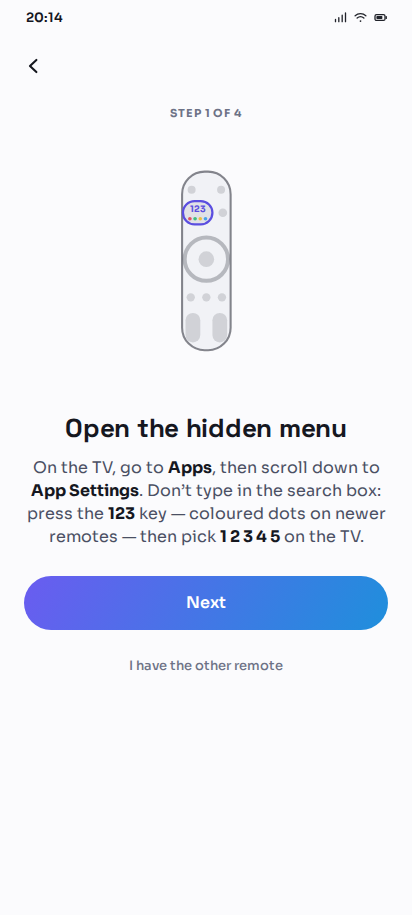 20:14
STEP 1 OF 4
123
Open the hidden menu
On the TV, go to Apps, then scroll down to
App Settings. Don’t type in the search box:
press the 123 key — coloured dots on newer
remotes — then pick 1 2 3 4 5 on the TV.
Next
I have the other remote